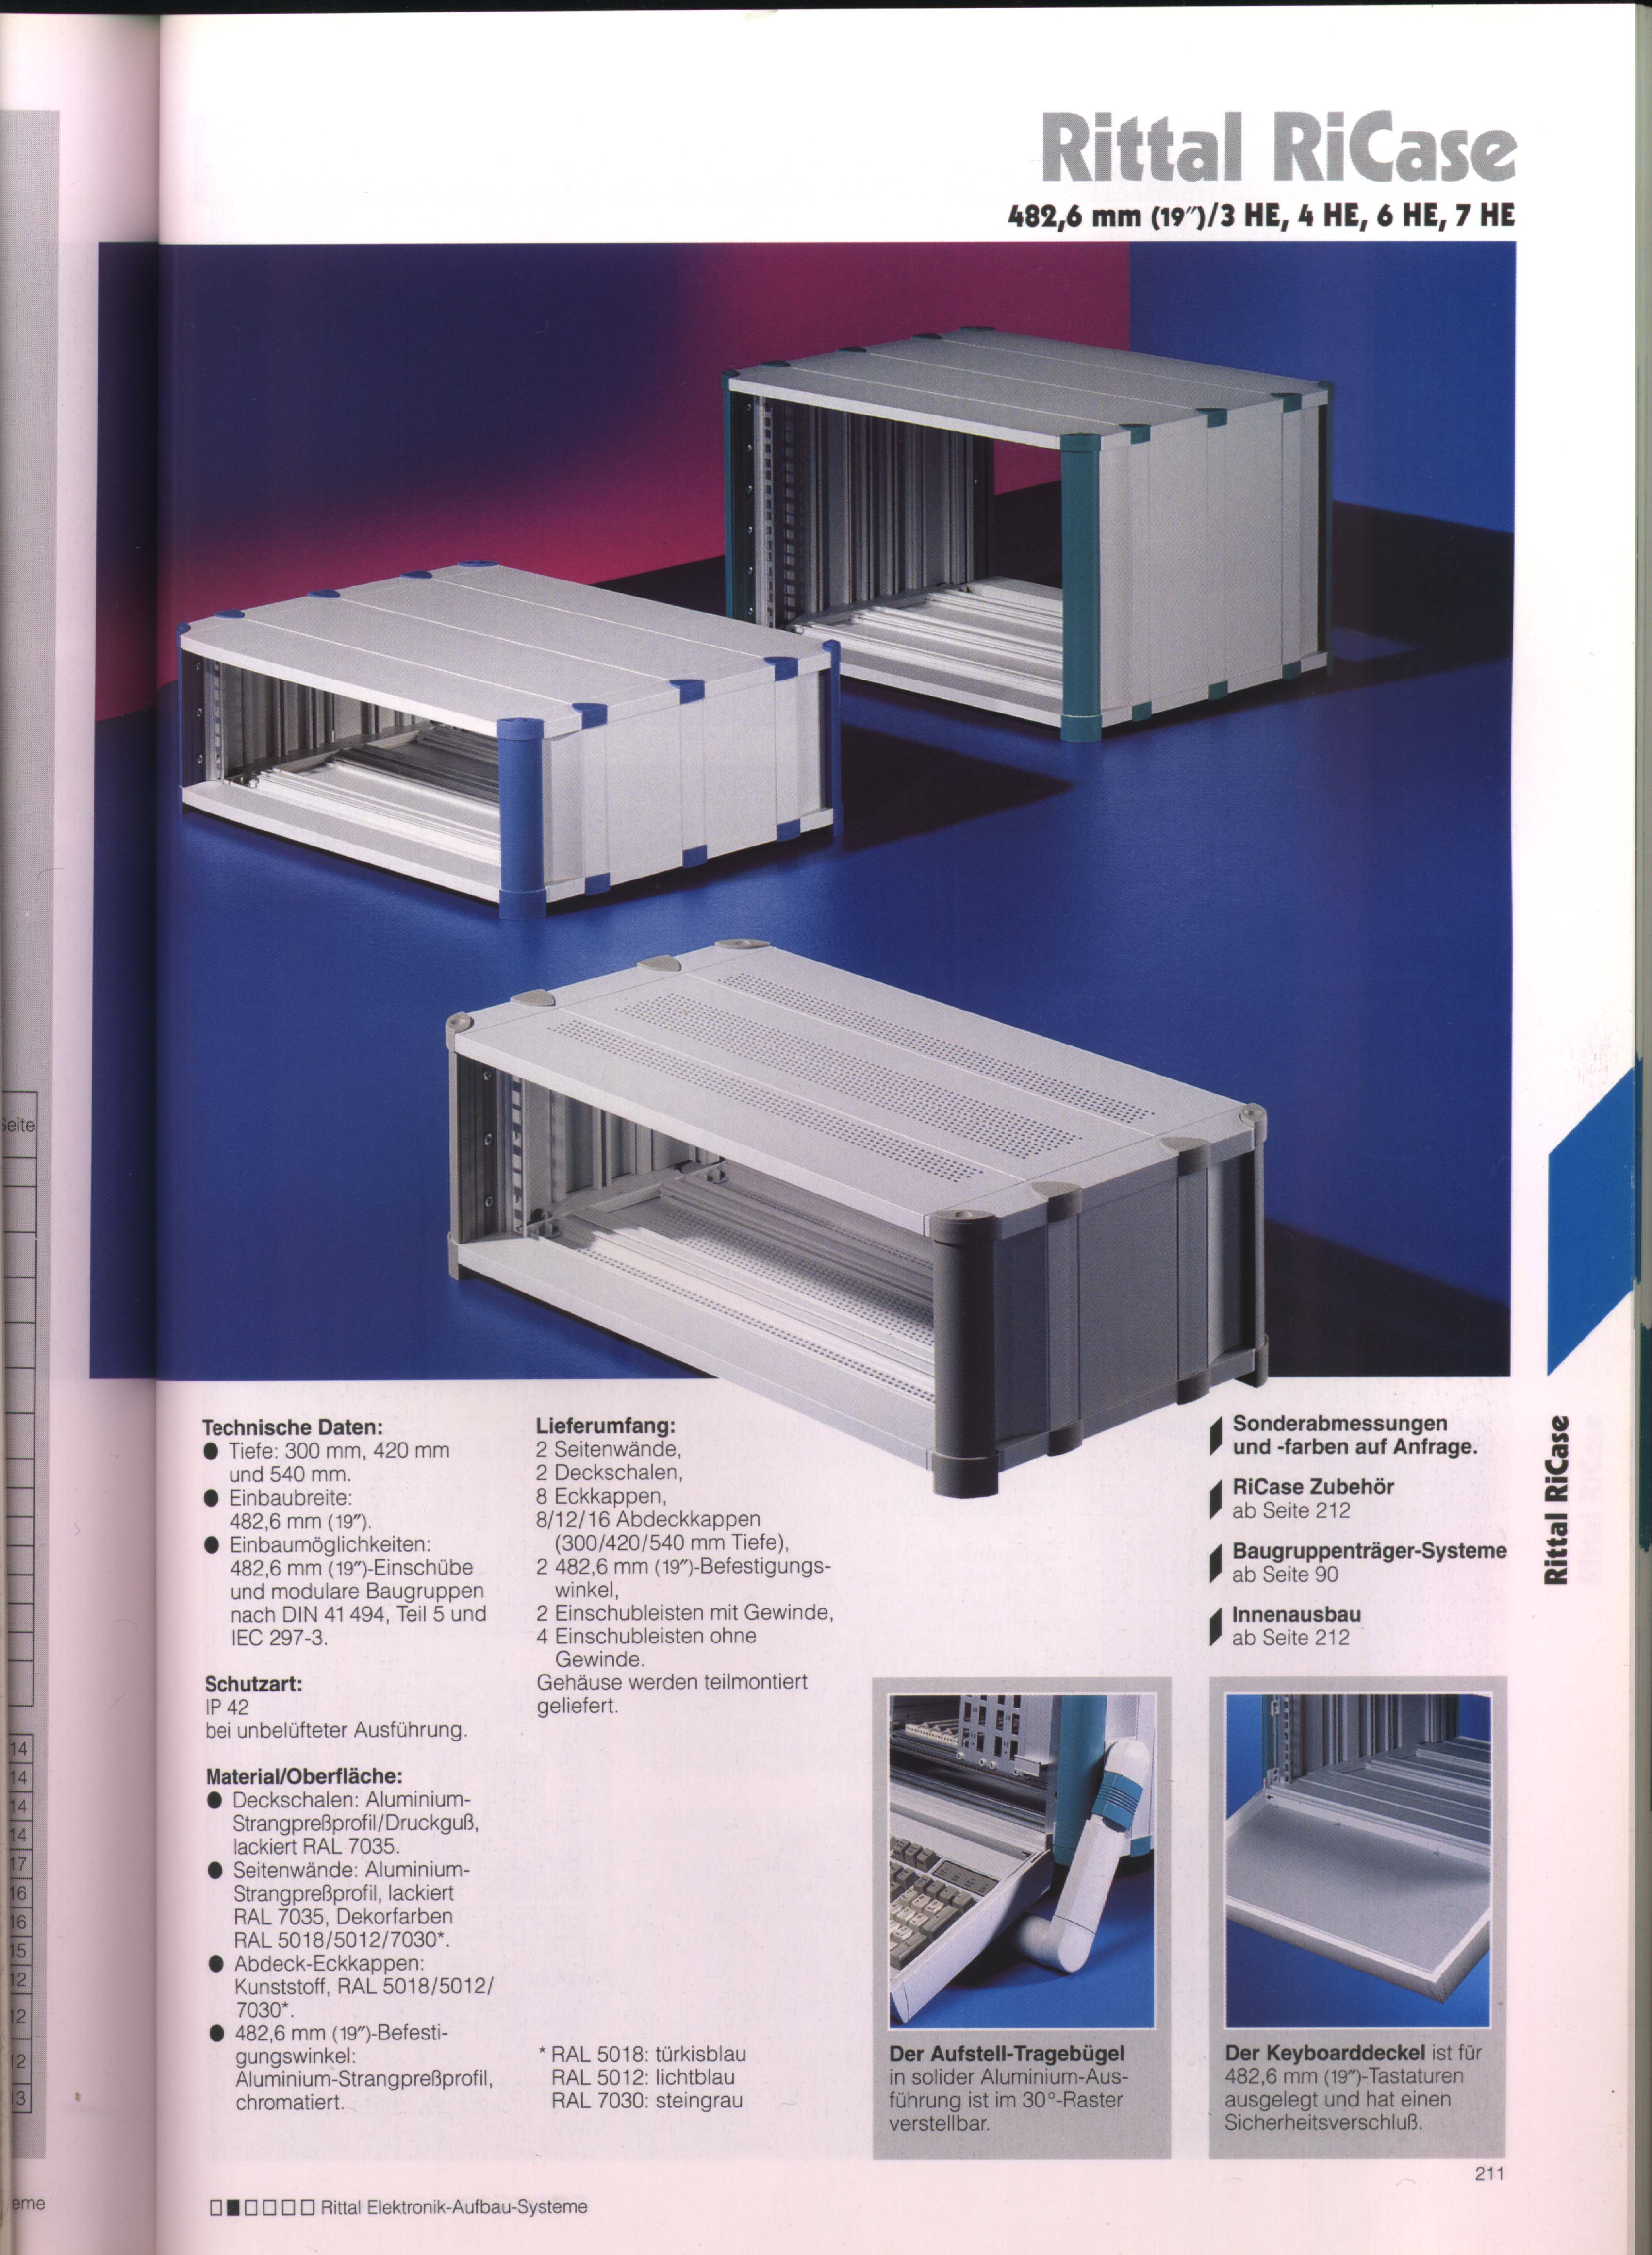 Rittal RiCase
482,6 mm (19″)/3 HE, 4 HE, 6 HE, 7 HE
Technische Daten:
● Tiefe: 300 mm, 420 mm
und 540 mm.
● Einbaubreite:
482,6 mm (19″).
● Einbaumöglichkeiten:
482,6 mm (19″)-Einschübe
und modulare Baugruppen
nach DIN 41 494, Teil 5 und
IEC 297-3.
Schutzart:
IP 42
bei unbelüfteter Ausführung.
Material/Oberfläche:
● Deckschalen: Aluminium-
Strangpreßprofil/Druckguß,
lackiert RAL 7035.
● Seitenwände: Aluminium-
Strangpreßprofil, lackiert
RAL 7035, Dekorfarben
RAL 5018/5012/7030*.
● Abdeck-Eckkappen:
Kunststoff, RAL 5018/5012/
7030*.
● 482,6 mm (19″)-Befesti-
gungswinkel:
Aluminium-Strangpreßprofil,
chromatiert.
Lieferumfang:
2 Seitenwände,
2 Deckschalen,
8 Eckkappen,
8/12/16 Abdeckkappen
(300/420/540 mm Tiefe),
2 482,6 mm (19″)-Befestigungs-
winkel,
2 Einschubleisten mit Gewinde,
4 Einschubleisten ohne
Gewinde.
Gehäuse werden teilmontiert
geliefert.
* RAL 5018: türkisblau
RAL 5012: lichtblau
RAL 7030: steingrau
Sonderabmessungen
und -farben auf Anfrage.
RiCase Zubehör
ab Seite 212
Baugruppenträger-Systeme
ab Seite 90
Innenausbau
ab Seite 212
Der Aufstell-Tragebügel
in solider Aluminium-Aus-
führung ist im 30°-Raster
verstellbar.
Der Keyboarddeckel ist für
482,6 mm (19″)-Tastaturen
ausgelegt und hat einen
Sicherheitsverschluß.
Rittal RiCase
211
Rittal Elektronik-Aufbau-Systeme
Seite
14
14
14
14
17
16
16
15
12
12
12
13